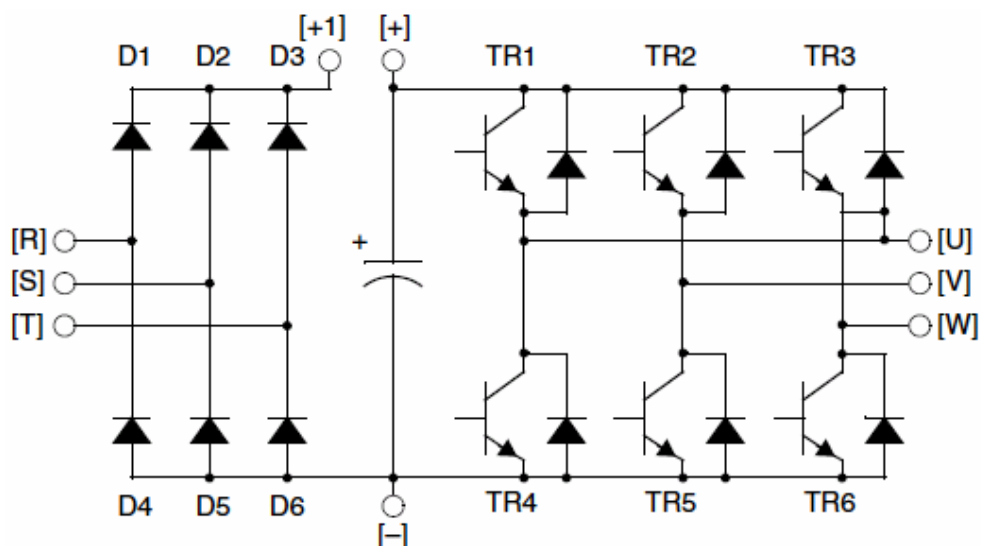 [+1] [+]
D1 D2 D3 TR1 TR2 TR3
[R] [U]
+
[S] [V]
[T] [W]
D4 D5 D6 TR4 TR5 TR6
[–]